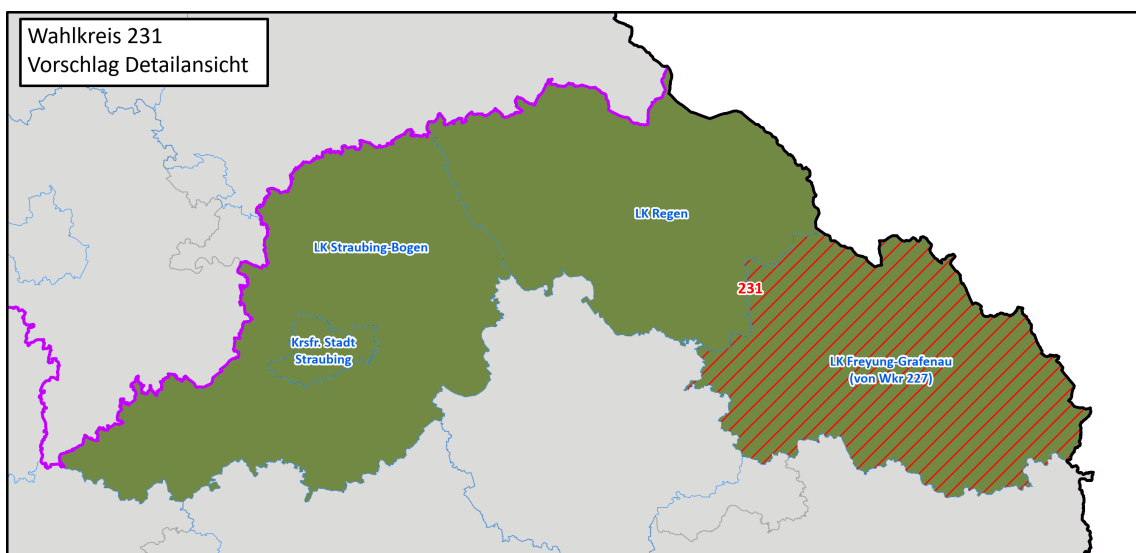 Wahlkreis 231
Vorschlag Detailansicht
LK Regen
LK Straubing-Bogen
231
Krsfr. Stadt
Straubing
LK Freyung-Grafenau
(von Wkr 227)